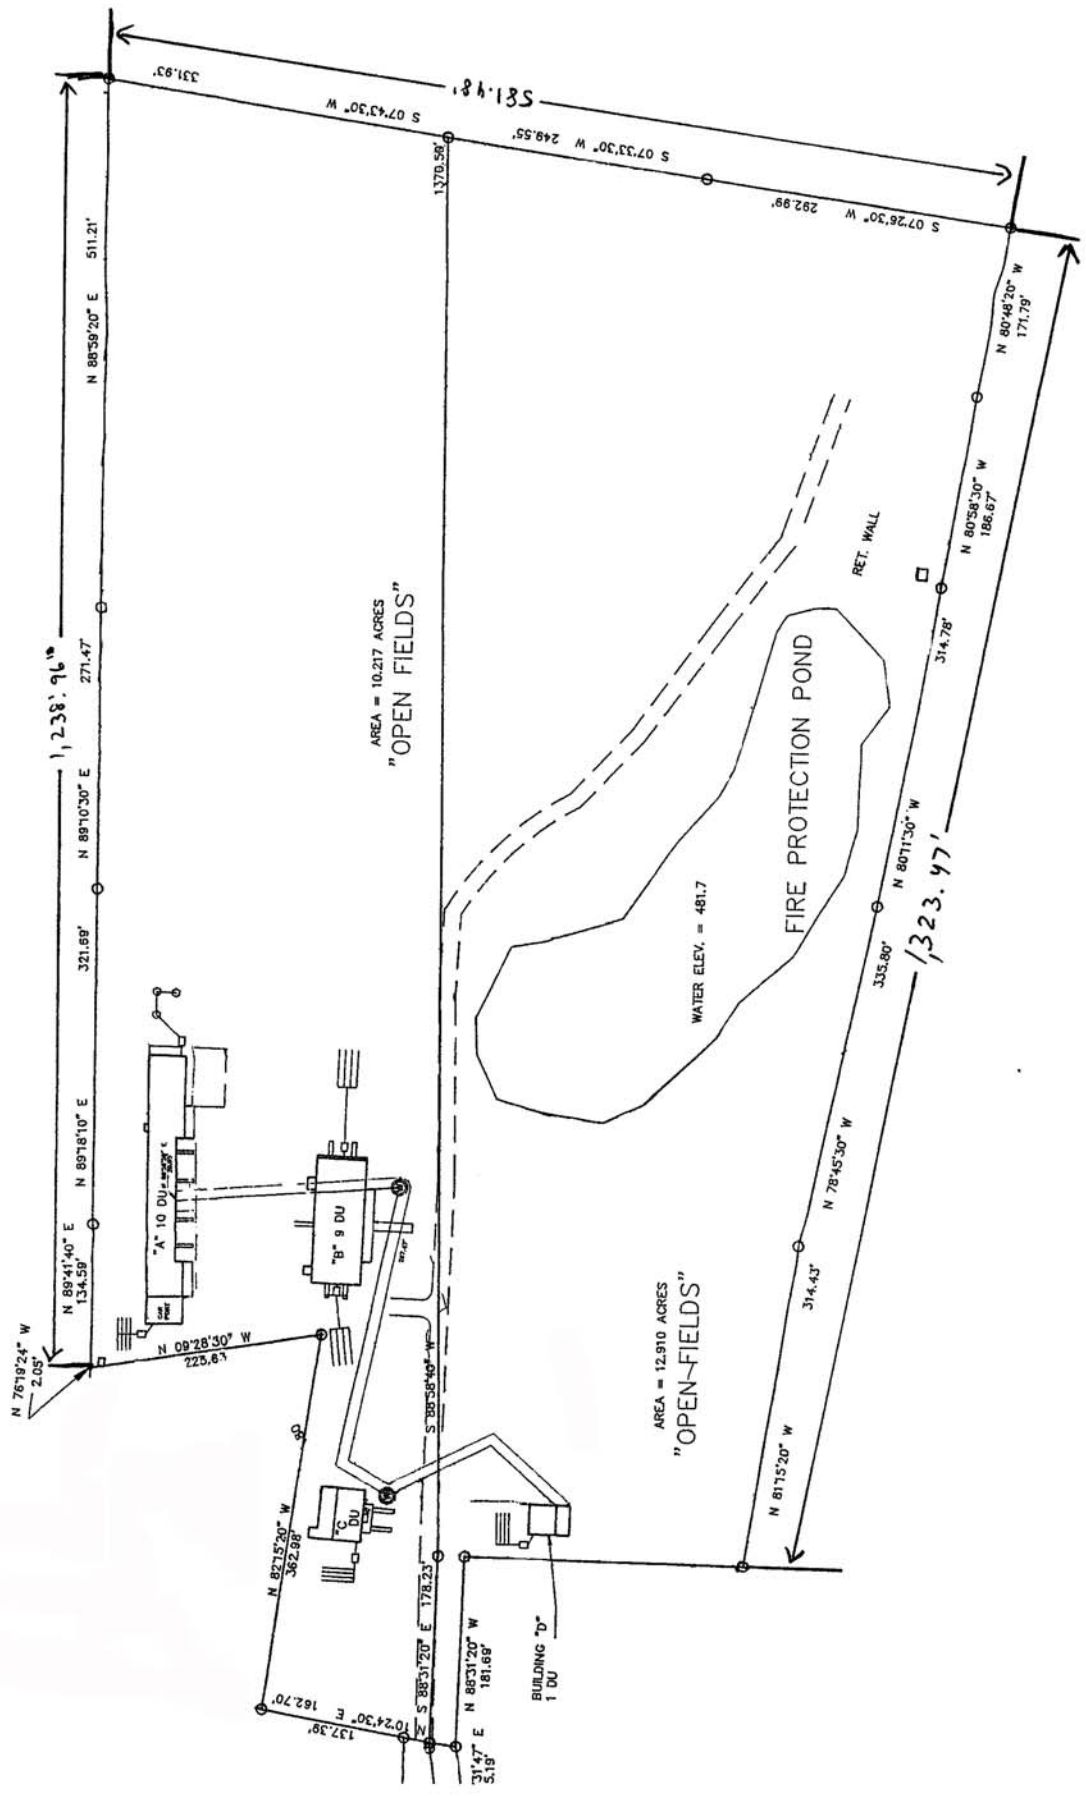 331.93'
S 07°43'30" W
581.48'
S 07°33'30" W 249.55'
292.99'
S 07°26'30" W
1370.50'
N 88°59'20" E 511.21'
271.47'
N 89°10'30" E
321.69'
N 89°18'10" E
N 89°41'40" E
134.59'
1,238'.96"
N 76°19'24" W
2.05'
N 09°28'30" W
N 82°15'20" W
362.98'
162.70'
10°24'30" E
137.39'
S 88°31'20" E 178.23'
N 88°31'20" W
181.69'
31'47" E
5.19'
S 88°58'40" W
"A" 10 DU
CAR
PORT
"B" 9 DU
"C"
DU
W
W
BUILDING "D"
1 DU
AREA = 10.217 ACRES
"OPEN FIELDS"
AREA = 12.910 ACRES
"OPEN FIELDS"
WATER ELEV. = 481.7
FIRE PROTECTION POND
RET. WALL
N 80°48'20" W
171.79'
N 80°58'30" W
186.67'
314.78'
N 80°11'30" W
335.80'
N 78°45'30" W
314.43'
N 81°15'20" W
1,323.47'